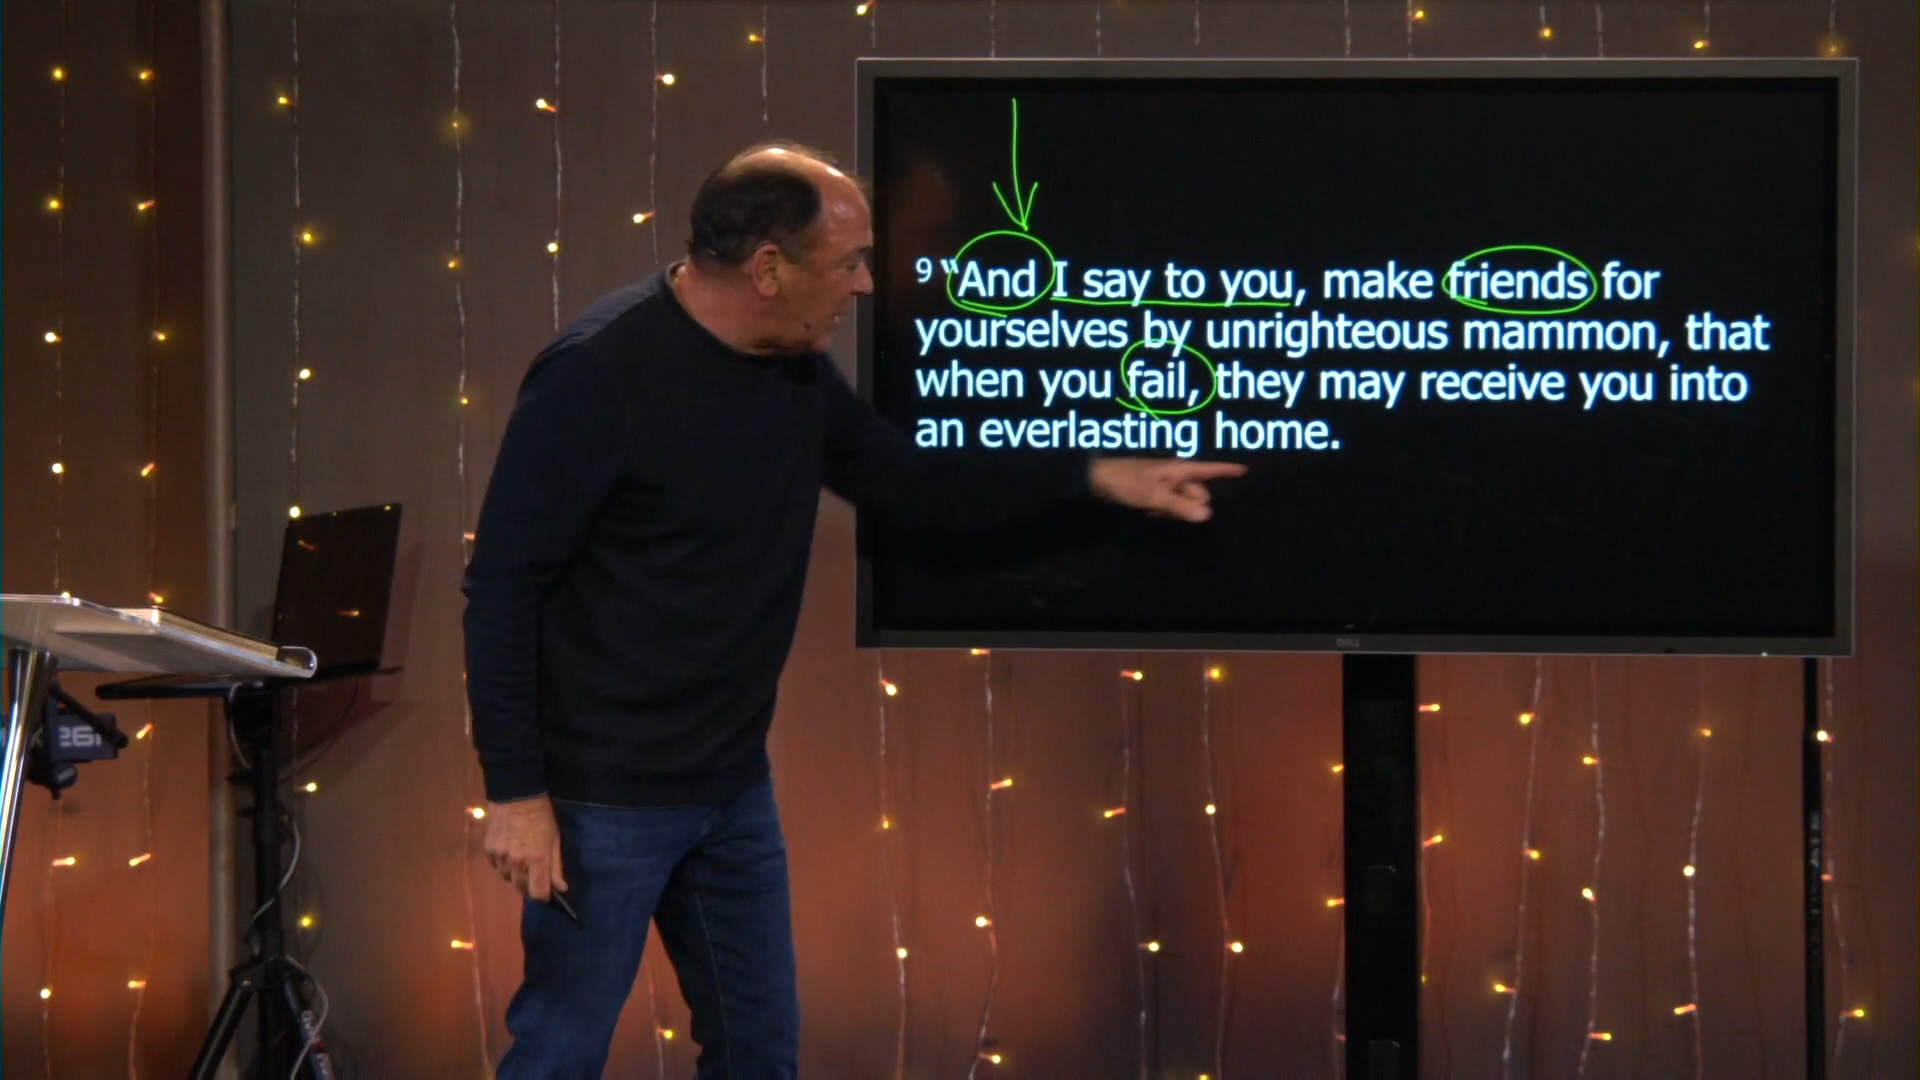 9 “And I say to you, make friends for
yourselves by unrighteous mammon, that
when you fail, they may receive you into
an everlasting home.
DELL